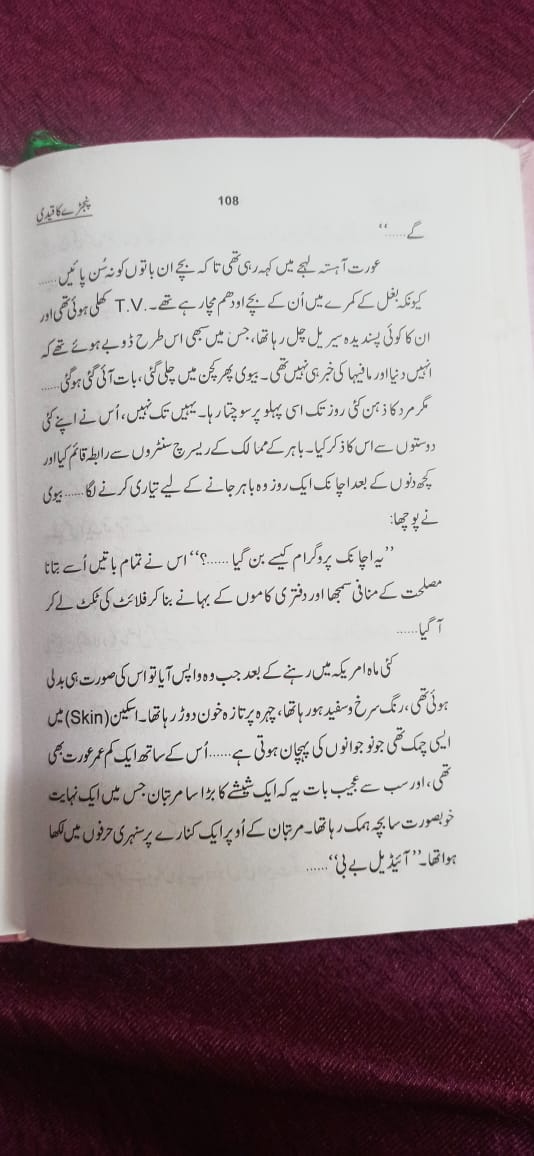 108
پنجڑے کا قیدی
گے......‘‘
عورت آہستہ لہجے میں کہہ رہی تھی تاکہ بچے ان باتوں کو نہ سُن پائیں......
کیونکہ بغل کے کمرے میں اُن کے بچے اودھم مچا رہے تھے۔ .T.V کھلی ہوئی تھی اور
ان کا کوئی پسندیدہ سیریل چل رہا تھا، جس میں سبھی اس طرح ڈوبے ہوئے تھے کہ
انہیں دنیا اور مافیہا کی خبر ہی نہیں تھی۔ بیوی پھر کچن میں چلی گئی، بات آئی گئی ہو گئی......
مگر مرد کا ذہن کئی روز تک اسی پہلو پر سوچتا رہا۔ یہیں تک نہیں، اُس نے اپنے کئی
دوستوں سے اس کا ذکر کیا۔ باہر کے ممالک کے ریسرچ سنٹروں سے رابطہ قائم کیا اور
کچھ دنوں کے بعد اچانک ایک روز وہ باہر جانے کے لیے تیاری کرنے لگا...... بیوی
نے پوچھا:
’’یہ اچانک پروگرام کیسے بن گیا......؟‘‘ اس نے تمام باتیں اُسے بتانا
مصلحت کے منافی سمجھا اور دفتری کاموں کے بہانے بنا کر فلائٹ کی ٹکٹ لے کر
آ گیا......
کئی ماہ امریکہ میں رہنے کے بعد جب وہ واپس آیا تو اس کی صورت ہی بدلی
ہوئی تھی، رنگ سرخ و سفید ہو رہا تھا، چہرہ پر تازہ خون دوڑ رہا تھا۔ اسکین (Skin) میں
ایسی چمک تھی جو نوجوانوں کی پہچان ہوتی ہے...... اُس کے ساتھ ایک کم عمر عورت بھی
تھی، اور سب سے عجیب بات یہ کہ ایک شیشے کا بڑا سا مرتبان جس میں ایک نہایت
خوبصورت سا بچہ ہمک رہا تھا۔ مرتبان کے اُوپر ایک کنارے پر سنہری حرفوں میں لکھا
ہوا تھا۔ ’’آئیڈیل بے بی‘‘......